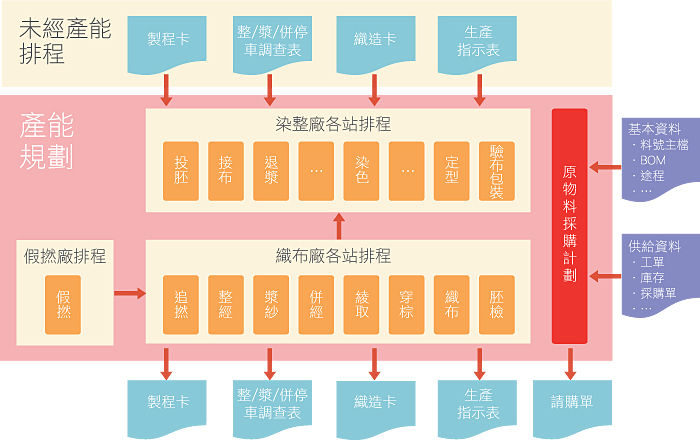 未經產能
排程
製程卡
整/漿/併停
車調查表
織造卡
生產
指示表
產能
規劃
染整廠各站排程
投胚
接布
退漿
…
染色
…
定型
驗布包裝
原物料採購計劃
基本資料
．料號主檔
．BOM
．途程
．…
假撚廠排程
假撚
織布廠各站排程
追撚
整經
漿紗
併經
綾取
穿棕
織布
胚檢
供給資料
．工單
．庫存
．採購單
．…
製程卡
整/漿/併停
車調查表
織造卡
生產
指示表
請購單